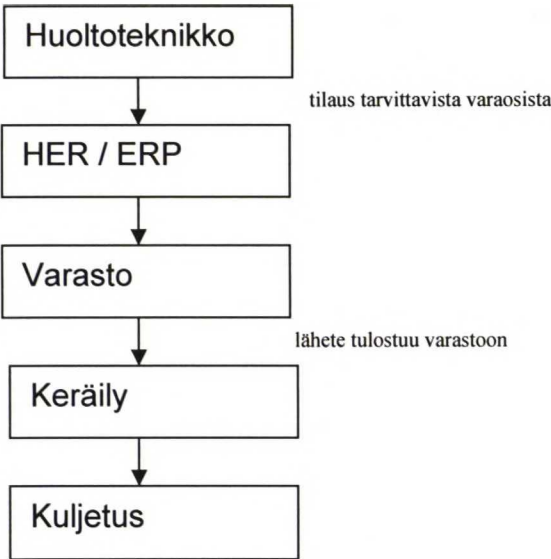 Huoltoteknikko
tilaus tarvittavista varaosista
HER / ERP
Varasto
lähete tulostuu varastoon
Keräily
Kuljetus